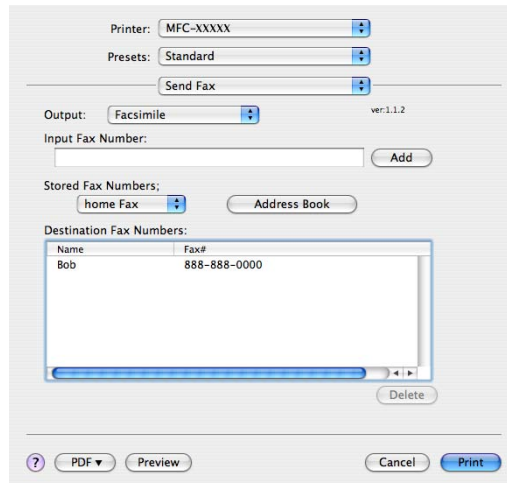 Printer: MFC-XXXXX
Presets: Standard
Send Fax
Output: Facsimile ver:1.1.2
Input Fax Number:
Add
Stored Fax Numbers;
home Fax Address Book
Destination Fax Numbers:
Name Fax#
Bob 888-888-0000
Delete
? PDF▼ Preview Cancel Print